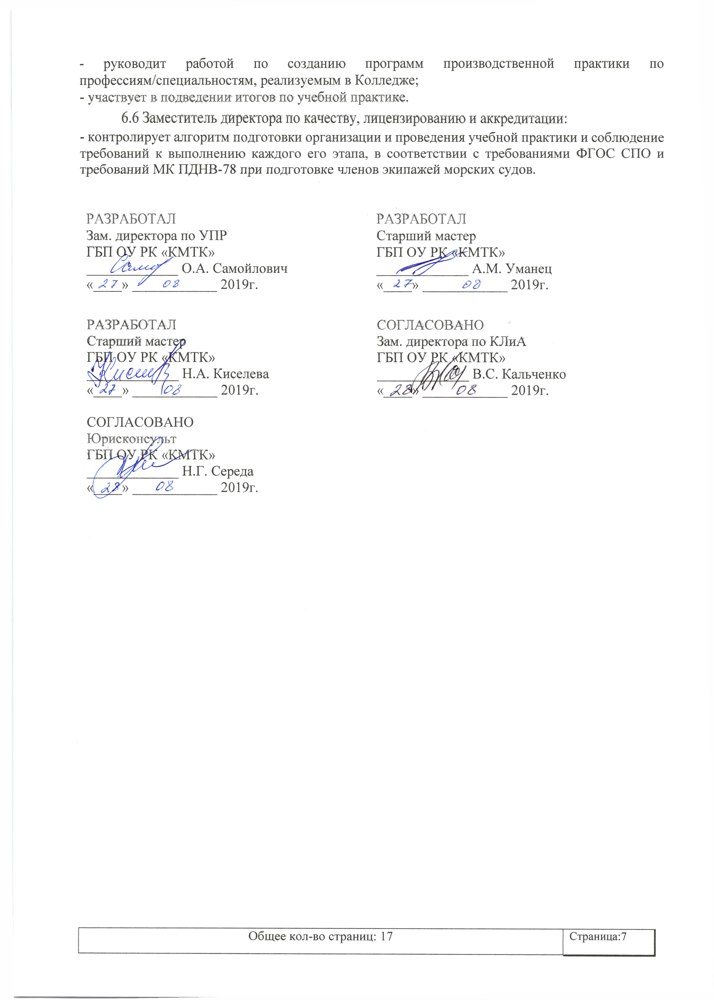 - руководит работой по созданию программ производственной практики по
профессиям/специальностям, реализуемым в Колледже;
- участвует в подведении итогов по учебной практике.
6.6 Заместитель директора по качеству, лицензированию и аккредитации:
- контролирует алгоритм подготовки организации и проведения учебной практики и соблюдение
требований к выполнению каждого его этапа, в соответствии с требованиями ФГОС СПО и
требований МК ПДНВ-78 при подготовке членов экипажей морских судов.
РАЗРАБОТАЛ
Зам. директора по УПР
ГБП ОУ РК «КМТК»
О.А. Самойлович
«27» 08 2019г.
РАЗРАБОТАЛ
Старший мастер
ГБП ОУ РК «КМТК»
А.М. Уманец
«27» 08 2019г.
РАЗРАБОТАЛ
Старший мастер
ГБП ОУ РК «КМТК»
Н.А. Киселева
«27» 08 2019г.
СОГЛАСОВАНО
Зам. директора по КЛиА
ГБП ОУ РК «КМТК»
В.С. Кальченко
«28» 08 2019г.
СОГЛАСОВАНО
Юрисконсульт
ГБП ОУ РК «КМТК»
Н.Г. Середа
«28» 08 2019г.
Общее кол-во страниц: 17
Страница:7